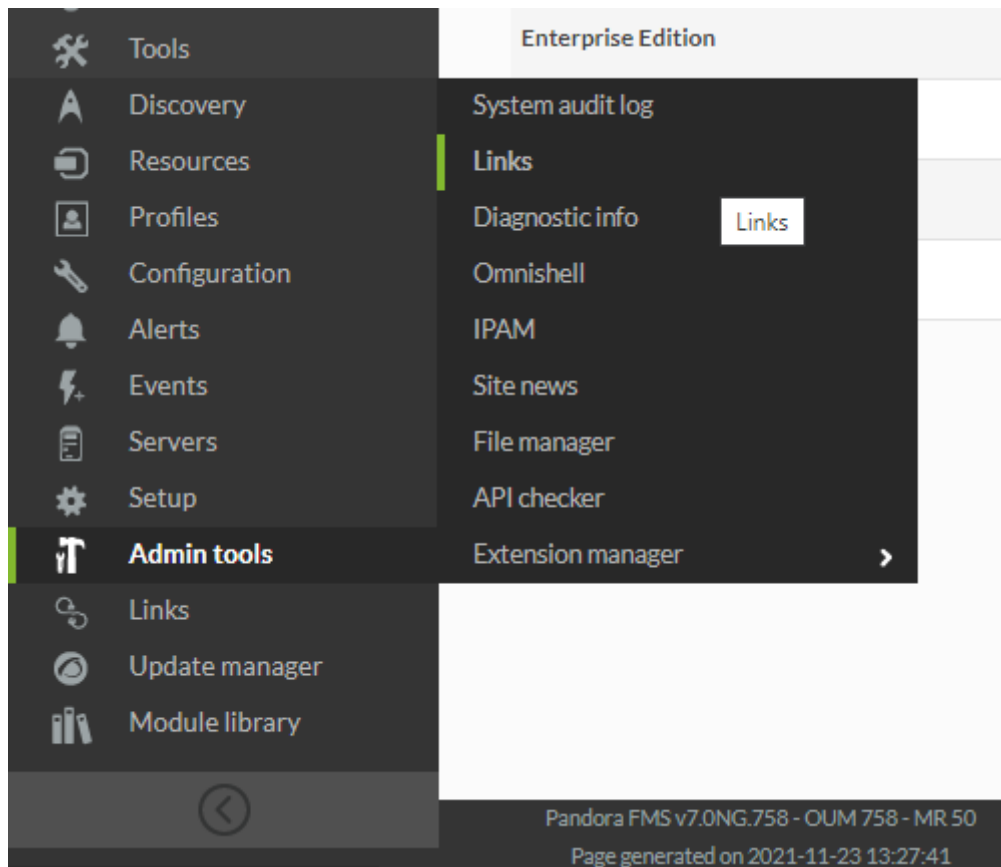 Tools
Discovery
Resources
Profiles
Configuration
Alerts
Events
Servers
Setup
Admin tools
Links
Update manager
Module library
Enterprise Edition
System audit log
Links
Diagnostic info
Links
Omnishell
IPAM
Site news
File manager
API checker
Extension manager
Pandora FMS v7.0NG.758 - OUM 758 - MR 50
Page generated on 2021-11-23 13:27:41